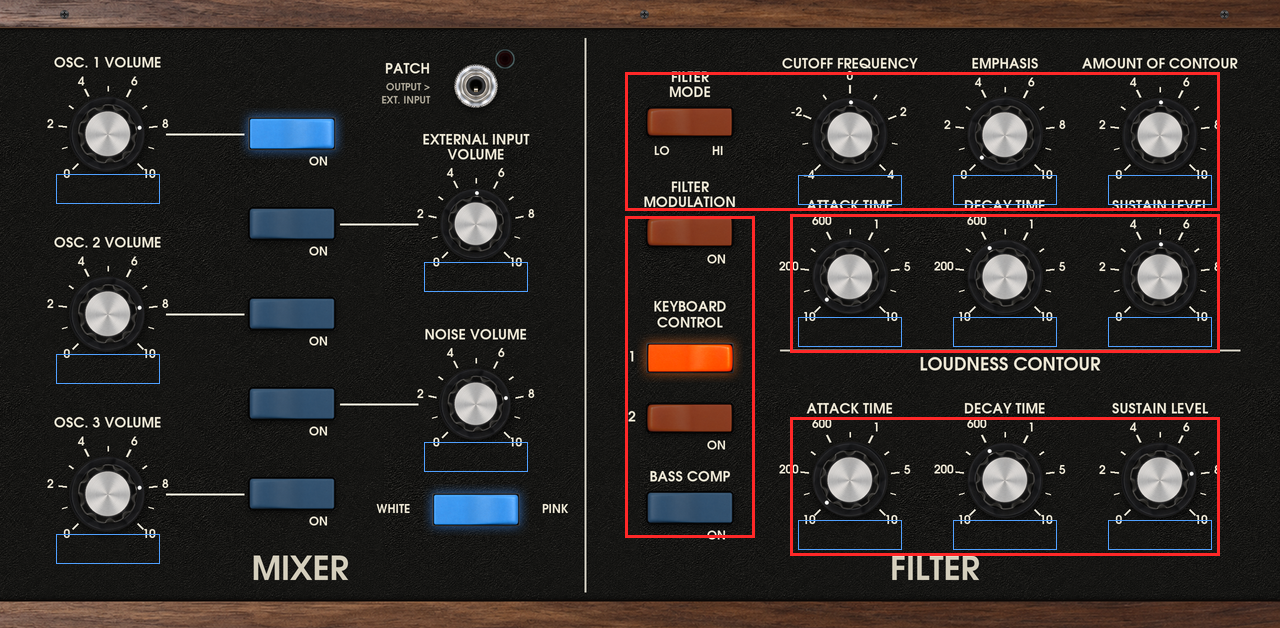 OSC. 1 VOLUME
2 4 6 8
0 10
ON
PATCH
OUTPUT >
EXT. INPUT
EXTERNAL INPUT
VOLUME
2 4 6 8
0 10
ON
OSC. 2 VOLUME
2 4 6 8
0 10
ON
NOISE VOLUME
2 4 6 8
0 10
ON
OSC. 3 VOLUME
2 4 6 8
0 10
ON
WHITE PINK
MIXER
FILTER
MODE
LO HI
CUTOFF FREQUENCY
-2 0 2
-4 4
EMPHASIS
2 4 6 8
0 10
AMOUNT OF CONTOUR
2 4 6 8
0 10
FILTER
MODULATION
ON
ATTACK TIME
200 600 1 5
10 10
DECAY TIME
200 600 1 5
10 10
SUSTAIN LEVEL
2 4 6 8
0 10
KEYBOARD
CONTROL
1
2
ON
LOUDNESS CONTOUR
ATTACK TIME
200 600 1 5
10 10
DECAY TIME
200 600 1 5
10 10
SUSTAIN LEVEL
2 4 6 8
0 10
BASS COMP
ON
FILTER